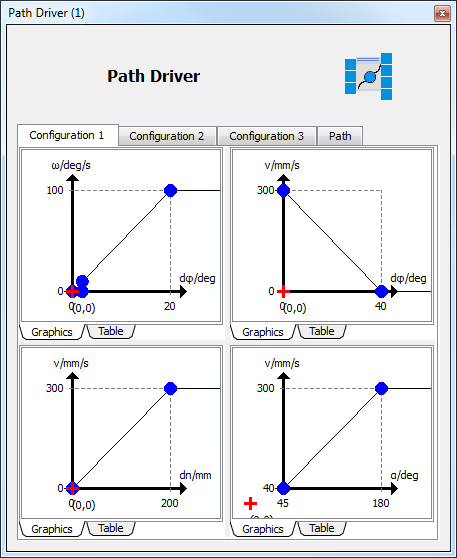 Path Driver (1)
Path Driver
Configuration 1 Configuration 2 Configuration 3 Path
ω/deg/s
100
dφ/deg
0
0 (0,0) 20
Graphics Table
v/mm/s
300
dφ/deg
0
0 (0,0) 40
Graphics Table
v/mm/s
300
dn/mm
0
0 (0,0) 200
Graphics Table
v/mm/s
300
α/deg
40
45 180
(0,0)
Graphics Table